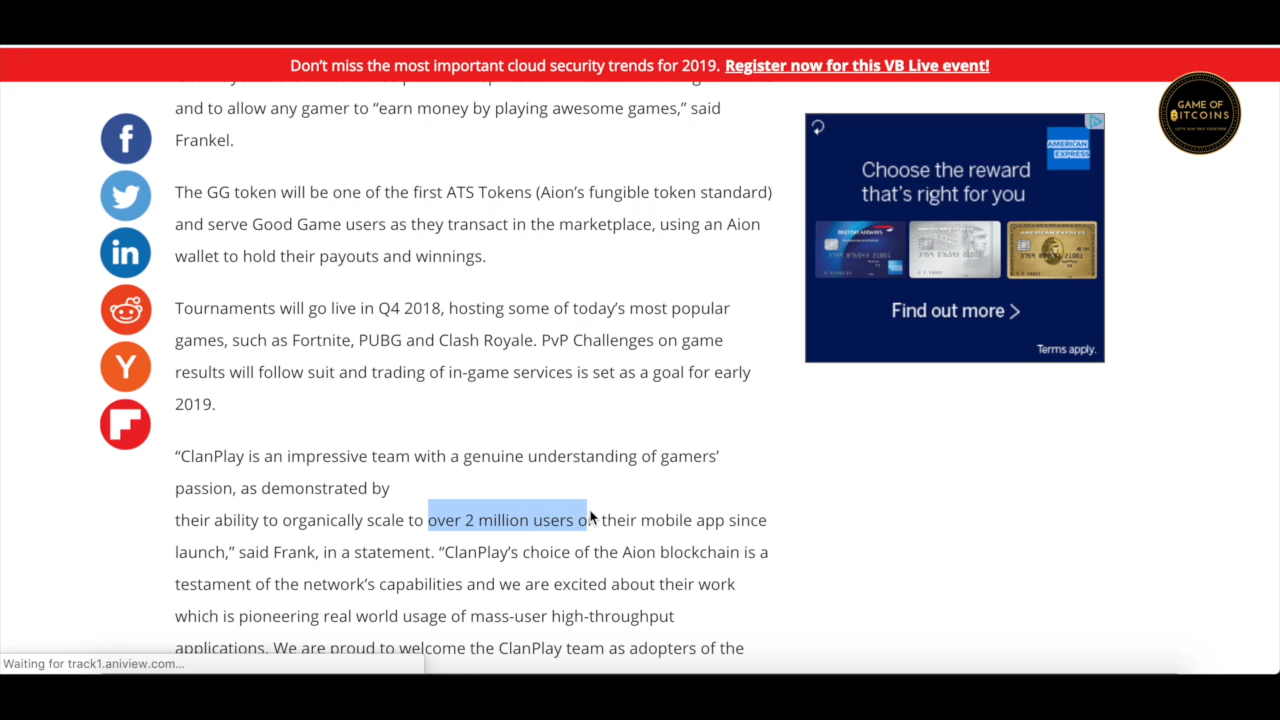 Don't miss the most important cloud security trends for 2019. Register now for this VB Live event!
and to allow any gamer to “earn money by playing awesome games,” said
Frankel.
The GG token will be one of the first ATS Tokens (Aion’s fungible token standard)
and serve Good Game users as they transact in the marketplace, using an Aion
wallet to hold their payouts and winnings.
Tournaments will go live in Q4 2018, hosting some of today’s most popular
games, such as Fortnite, PUBG and Clash Royale. PvP Challenges on game
results will follow suit and trading of in-game services is set as a goal for early
2019.
“ClanPlay is an impressive team with a genuine understanding of gamers’
passion, as demonstrated by
their ability to organically scale to over 2 million users on their mobile app since
launch,” said Frank, in a statement. “ClanPlay’s choice of the Aion blockchain is a
testament of the network’s capabilities and we are excited about their work
which is pioneering real world usage of mass-user high-throughput
applications. We are proud to welcome the ClanPlay team as adopters of the
Waiting for track1.aniview.com...
GAME OF
BITCOINS
LET'S WIN THIS TOGETHER
AMERICAN
EXPRESS
Choose the reward
that's right for you
BRITISH AIRWAYS
AMERICAN EXPRESS
Find out more >
Terms apply.